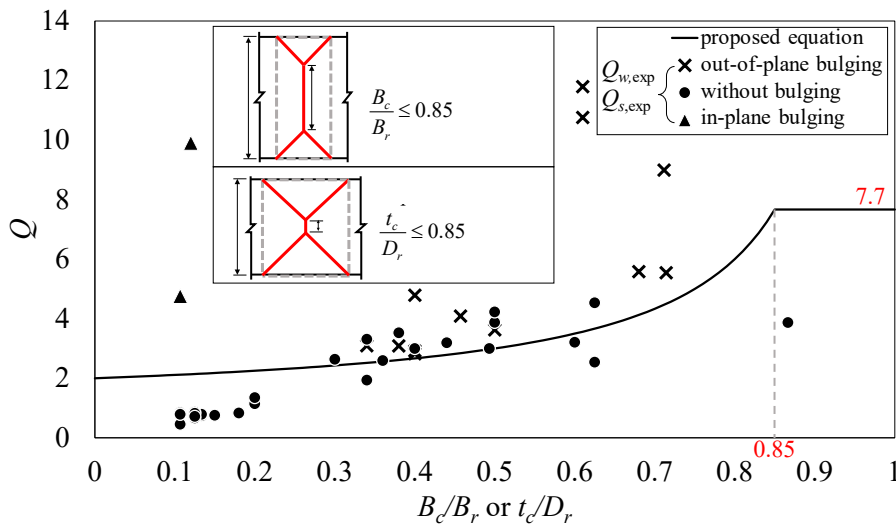 14
12
10
8
6
4
2
0
Q
0
0.1
0.2
0.3
0.4
0.5
0.6
0.7
0.8
0.9
1
B_c/B_r or t_c/D_r
B_c/B_r ≤ 0.85
t_c/D_r ≤ 0.85
proposed equation
Q_{w,exp}
Q_{s,exp}
out-of-plane bulging
without bulging
in-plane bulging
7.7
0.85